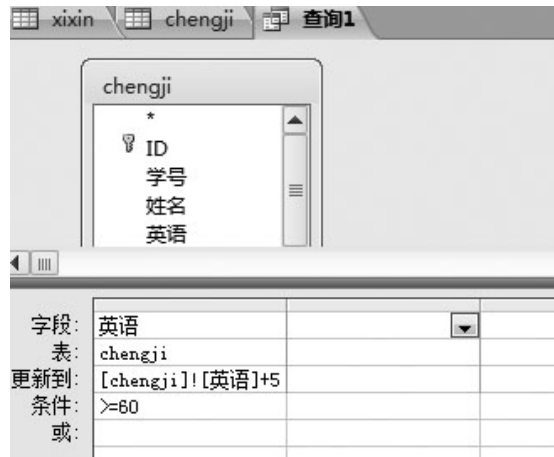 xixin chengji 查询1
chengji
*
ID
学号
姓名
英语
字段: 英语
表: chengji
更新到: [chengji]![英语]+5
条件: >=60
或: